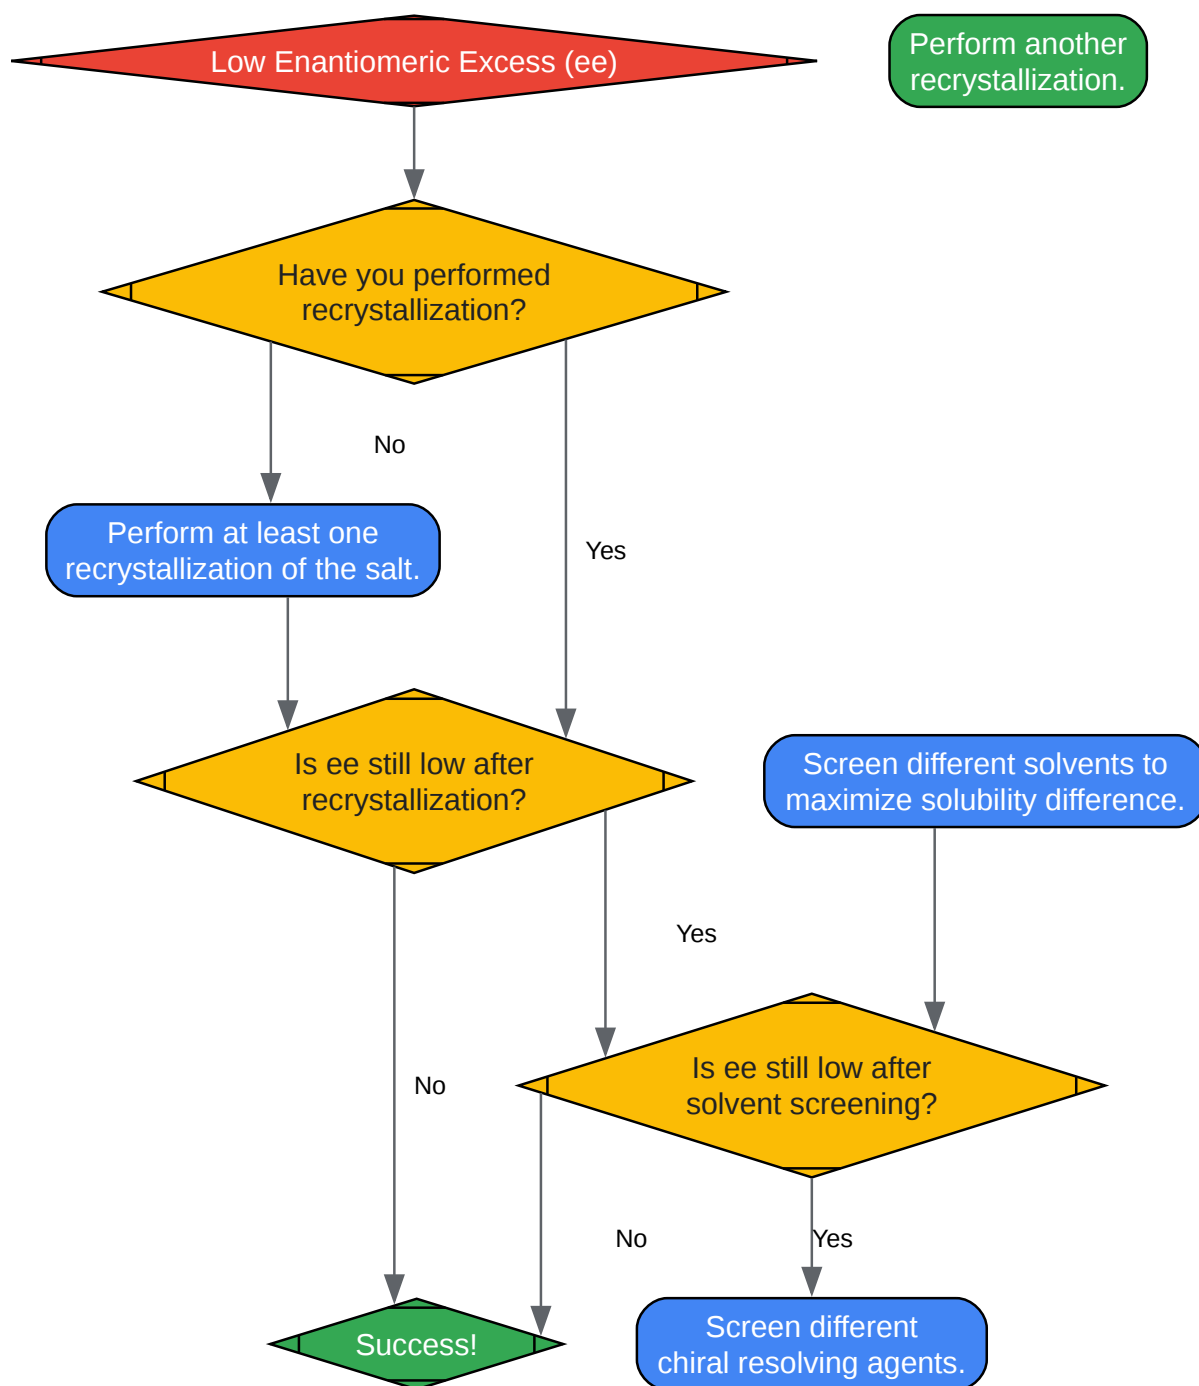 Low Enantiomeric Excess (ee)
Perform another
recrystallization.
Have you performed
recrystallization?
No
Perform at least one
recrystallization of the salt.
Yes
Is ee still low after
recrystallization?
Screen different solvents to
maximize solubility difference.
Yes
Is ee still low after
solvent screening?
No
No
Yes
Success!
Screen different
chiral resolving agents.